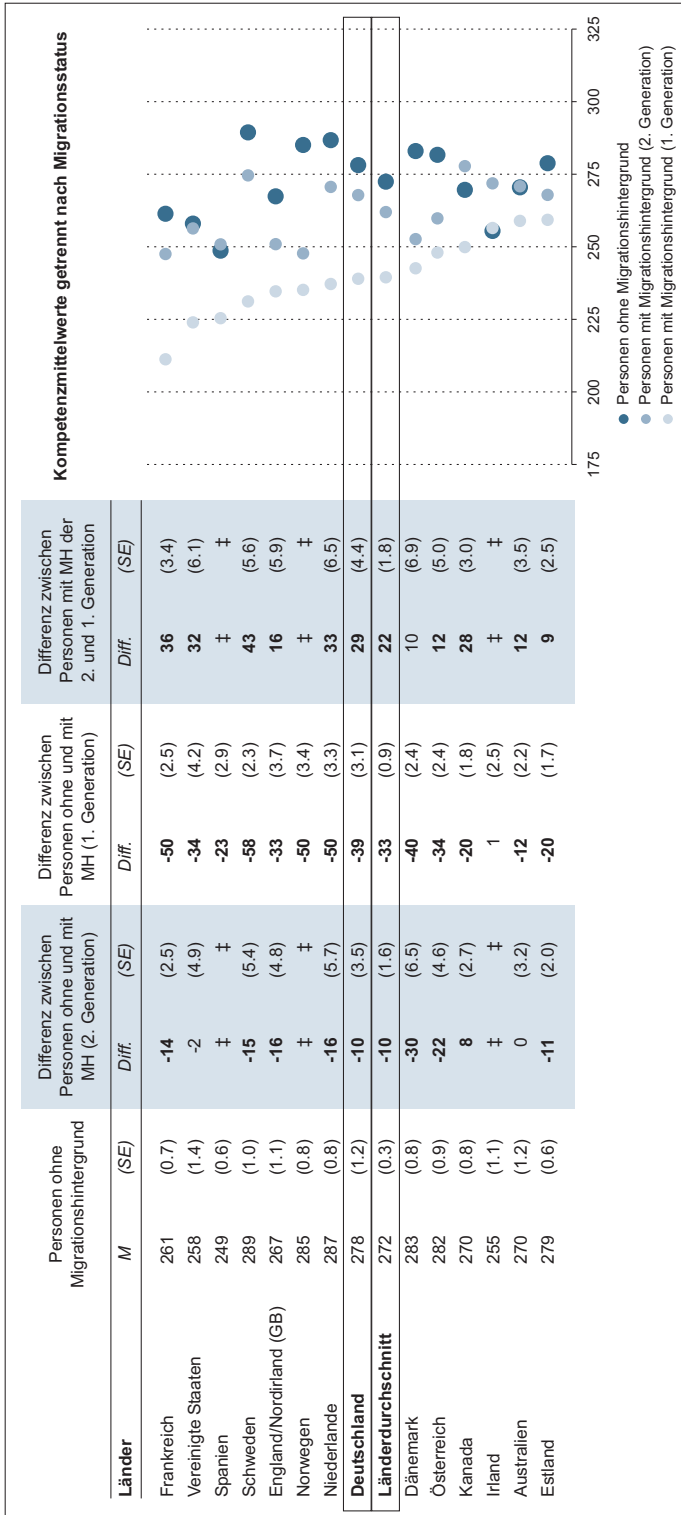 Personen ohne Migrationshintergrund
Differenz zwischen Personen ohne und mit MH (2. Generation)
Differenz zwischen Personen ohne und mit MH (1. Generation)
Differenz zwischen Personen mit MH der 2. und 1. Generation
Kompetenzmittelwerte getrennt nach Migrationsstatus
Länder M (SE) Diff. (SE) Diff. (SE) Diff. (SE)
Frankreich 261 (0.7) -14 (2.5) -50 (2.5) 36 (3.4)
Vereinigte Staaten 258 (1.4) -2 (4.9) -34 (4.2) 32 (6.1)
Spanien 249 (0.6) ‡ ‡ -23 (2.9) ‡ ‡
Schweden 289 (1.0) -15 (5.4) -58 (2.3) 43 (5.6)
England/Nordirland (GB) 267 (1.1) -16 (4.8) -33 (3.7) 16 (5.9)
Norwegen 285 (0.8) ‡ ‡ -50 (3.4) ‡ ‡
Niederlande 287 (0.8) -16 (5.7) -50 (3.3) 33 (6.5)
Deutschland 278 (1.2) -10 (3.5) -39 (3.1) 29 (4.4)
Länderdurchschnitt 272 (0.3) -10 (1.6) -33 (0.9) 22 (1.8)
Dänemark 283 (0.8) -30 (6.5) -40 (2.4) 10 (6.9)
Österreich 282 (0.9) -22 (4.6) -34 (2.4) 12 (5.0)
Kanada 270 (0.8) 8 (2.7) -20 (1.8) 28 (3.0)
Irland 255 (1.1) ‡ ‡ 1 (2.5) ‡ ‡
Australien 270 (1.2) 0 (3.2) -12 (2.2) 12 (3.5)
Estland 279 (0.6) -11 (2.0) -20 (1.7) 9 (2.5)
175 200 225 250 275 300 325
Personen ohne Migrationshintergrund
Personen mit Migrationshintergrund (2. Generation)
Personen mit Migrationshintergrund (1. Generation)